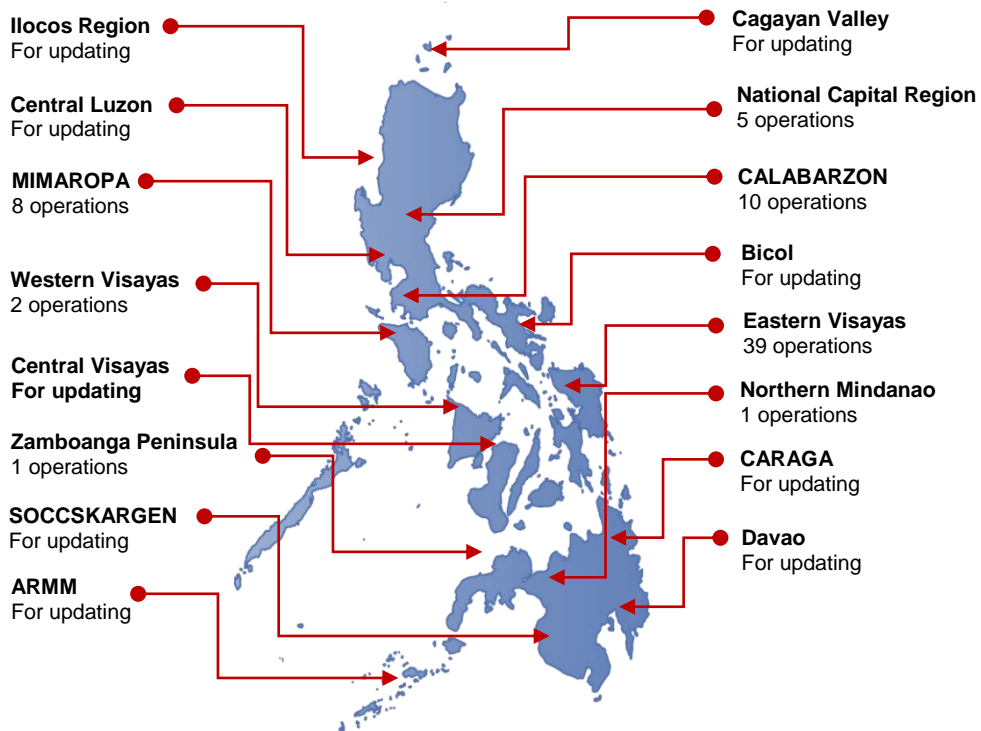 Ilocos Region
For updating
Central Luzon
For updating
MIMAROPA
8 operations
Western Visayas
2 operations
Central Visayas
For updating
Zamboanga Peninsula
1 operations
SOCCSKARGEN
For updating
ARMM
For updating
Cagayan Valley
For updating
National Capital Region
5 operations
CALABARZON
10 operations
Bicol
For updating
Eastern Visayas
39 operations
Northern Mindanao
1 operations
CARAGA
For updating
Davao
For updating